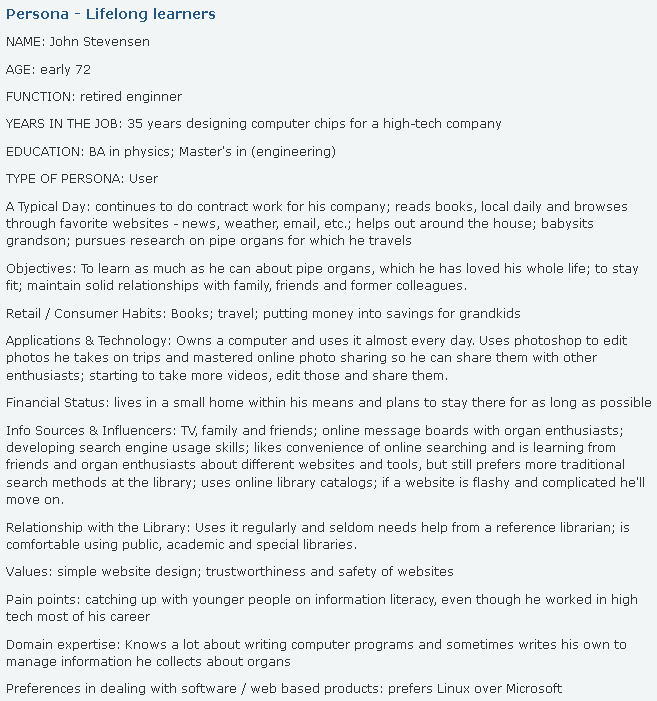 Persona - Lifelong learners
NAME: John Stevensen
AGE: early 72
FUNCTION: retired enginner
YEARS IN THE JOB: 35 years designing computer chips for a high-tech company
EDUCATION: BA in physics; Master's in (engineering)
TYPE OF PERSONA: User
A Typical Day: continues to do contract work for his company; reads books, local daily and browses
through favorite websites - news, weather, email, etc.; helps out around the house; babysits
grandson; pursues research on pipe organs for which he travels
Objectives: To learn as much as he can about pipe organs, which he has loved his whole life; to stay
fit; maintain solid relationships with family, friends and former colleagues.
Retail / Consumer Habits: Books; travel; putting money into savings for grandkids
Applications & Technology: Owns a computer and uses it almost every day. Uses photoshop to edit
photos he takes on trips and mastered online photo sharing so he can share them with other
enthusiasts; starting to take more videos, edit those and share them.
Financial Status: lives in a small home within his means and plans to stay there for as long as possible
Info Sources & Influencers: TV, family and friends; online message boards with organ enthusiasts;
developing search engine usage skills; likes convenience of online searching and is learning from
friends and organ enthusiasts about different websites and tools, but still prefers more traditional
search methods at the library; uses online library catalogs; if a website is flashy and complicated he'll
move on.
Relationship with the Library: Uses it regularly and seldom needs help from a reference librarian; is
comfortable using public, academic and special libraries.
Values: simple website design; trustworthiness and safety of websites
Pain points: catching up with younger people on information literacy, even though he worked in high
tech most of his career
Domain expertise: Knows a lot about writing computer programs and sometimes writes his own to
manage information he collects about organs
Preferences in dealing with software / web based products: prefers Linux over Microsoft